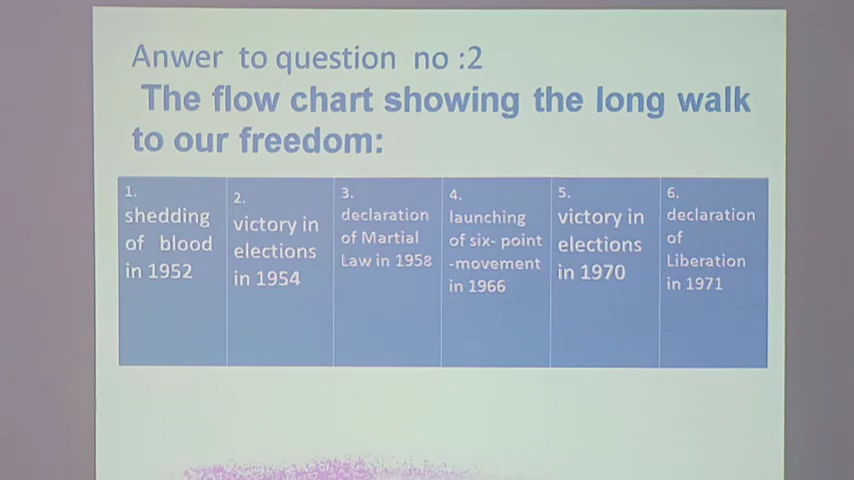 Anwer to question no :2
The flow chart showing the long walk
to our freedom:
1.
shedding
of blood
in 1952
2.
victory in
elections
in 1954
3.
declaration
of Martial
Law in 1958
4.
launching
of six- point
-movement
in 1966
5.
victory in
elections
in 1970
6.
declaration
of
Liberation
in 1971